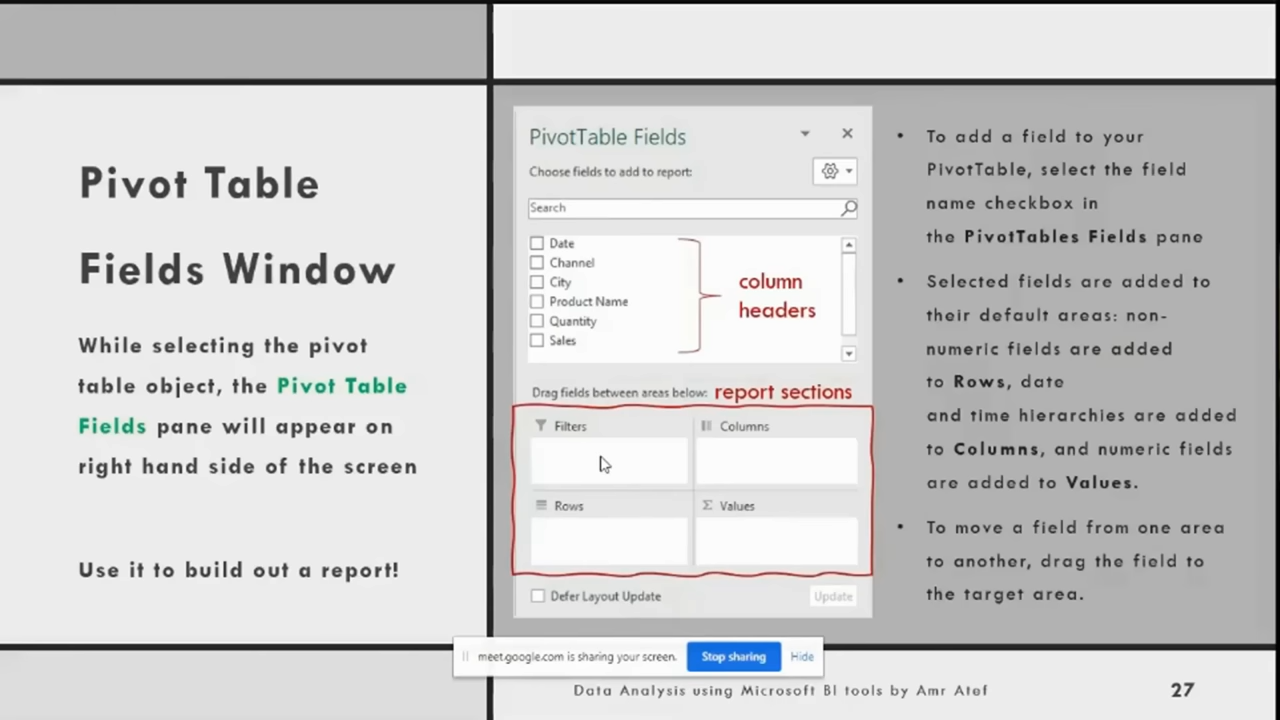 Pivot Table
Fields Window
While selecting the pivot
table object, the Pivot Table
Fields pane will appear on
right hand side of the screen
Use it to build out a report!
PivotTable Fields
Choose fields to add to report:
Search
Date
Channel
City
Product Name
Quantity
Sales
column
headers
Drag fields between areas below:
report sections
Filters
Columns
Rows
Σ Values
Defer Layout Update
Update
• To add a field to your
PivotTable, select the field
name checkbox in
the PivotTables Fields pane
• Selected fields are added to
their default areas: non-
numeric fields are added
to Rows, date
and time hierarchies are added
to Columns, and numeric fields
are added to Values.
• To move a field from one area
to another, drag the field to
the target area.
meet.google.com is sharing your screen.
Stop sharing
Hide
Data Analysis using Microsoft BI tools by Amr Atef
27